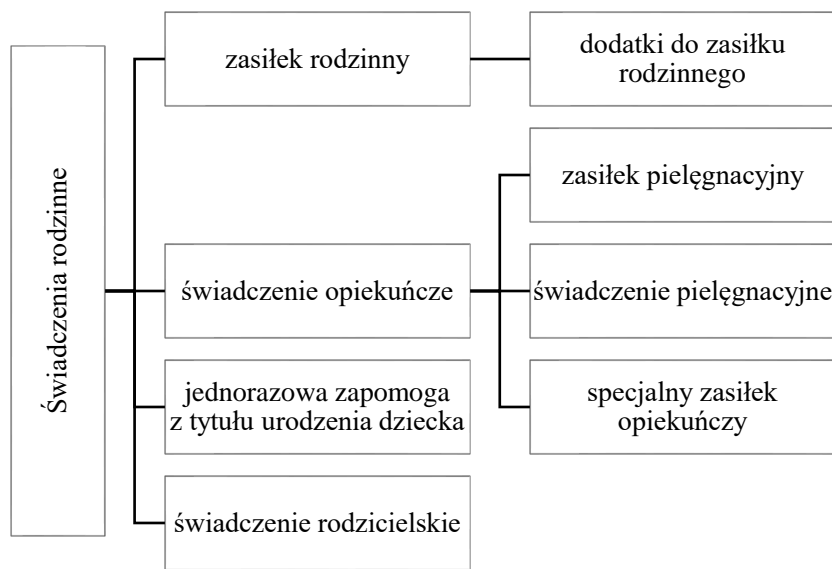 Świadczenia rodzinne
zasiłek rodzinny
dodatki do zasiłku
rodzinnego
świadczenie opiekuńcze
zasiłek pielęgnacyjny
świadczenie pielęgnacyjne
specjalny zasiłek
opiekuńczy
jednorazowa zapomoga
z tytułu urodzenia dziecka
świadczenie rodzicielskie